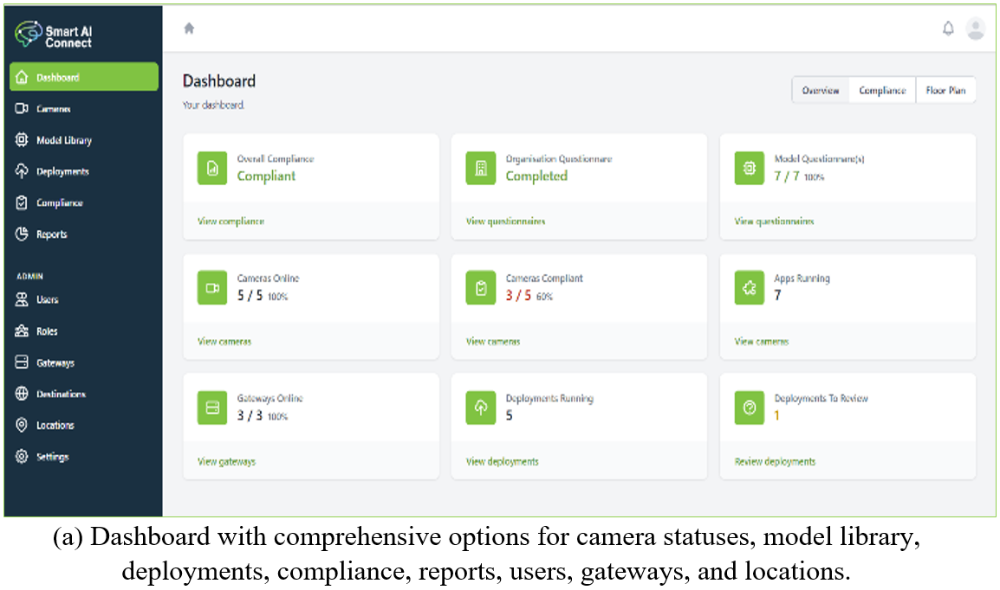 Smart AI
Connect
Dashboard
Cameras
Model Library
Deployments
Compliance
Reports
ADMIN
Users
Roles
Gateways
Destinations
Locations
Settings
Dashboard
Your dashboard.
Overview
Compliance
Floor Plan
Overall Compliance
Compliant
View compliance
Organisation Questionnare
Completed
View questionnaires
Model Questionnare(s)
7 / 7 100%
View questionnaires
Cameras Online
5 / 5 100%
View cameras
Cameras Compliant
3 / 5 60%
View cameras
Apps Running
7
View cameras
Gateways Online
3 / 3 100%
View gateways
Deployments Running
5
View deployments
Deployments To Review
1
Review deployments
(a) Dashboard with comprehensive options for camera statuses, model library,
deployments, compliance, reports, users, gateways, and locations.